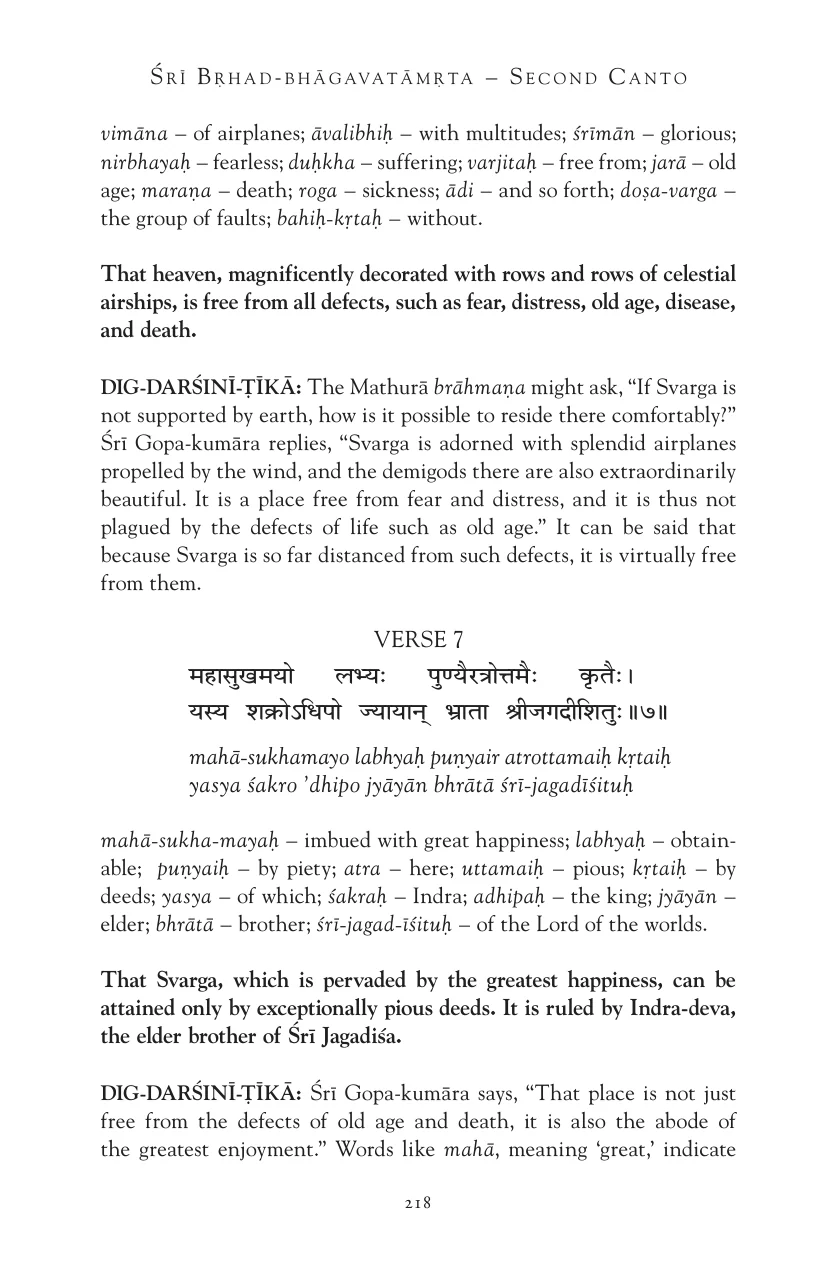 ŚRĪ BṚHAD-BHĀGAVATĀMṚTA – SECOND CANTO
vimāna – of airplanes; āvalibhiḥ – with multitudes; śrīmān – glorious;
nirbhayaḥ – fearless; duḥkha – suffering; varjitaḥ – free from; jarā – old
age; maraṇa – death; roga – sickness; ādi – and so forth; doṣa-varga –
the group of faults; bahiḥ-kṛtaḥ – without.
That heaven, magnificently decorated with rows and rows of celestial
airships, is free from all defects, such as fear, distress, old age, disease,
and death.
DIG-DARŚINĪ-ṬĪKĀ: The Mathurā brāhmaṇa might ask, “If Svarga is
not supported by earth, how is it possible to reside there comfortably?”
Śrī Gopa-kumāra replies, “Svarga is adorned with splendid airplanes
propelled by the wind, and the demigods there are also extraordinarily
beautiful. It is a place free from fear and distress, and it is thus not
plagued by the defects of life such as old age.” It can be said that
because Svarga is so far distanced from such defects, it is virtually free
from them.
VERSE 7
महासुखमयो लभ्यः पुण्यैरत्रोत्तमैः कृतैः।
यस्य शक्रोऽधिपो ज्यायान् भ्राता श्रीजगदीशितुः॥७॥
mahā-sukhamayo labhyaḥ puṇyair atrottamaiḥ kṛtaiḥ
yasya śakro ’dhipo jyāyān bhrātā śrī-jagadīśituḥ
mahā-sukha-mayaḥ – imbued with great happiness; labhyaḥ – obtain-
able; puṇyaiḥ – by piety; atra – here; uttamaiḥ – pious; kṛtaiḥ – by
deeds; yasya – of which; śakraḥ – Indra; adhipaḥ – the king; jyāyān –
elder; bhrātā – brother; śrī-jagad-īśituḥ – of the Lord of the worlds.
That Svarga, which is pervaded by the greatest happiness, can be
attained only by exceptionally pious deeds. It is ruled by Indra-deva,
the elder brother of Śrī Jagadiśa.
DIG-DARŚINĪ-ṬĪKĀ: Śrī Gopa-kumāra says, “That place is not just
free from the defects of old age and death, it is also the abode of
the greatest enjoyment.” Words like mahā, meaning ‘great,’ indicate
218